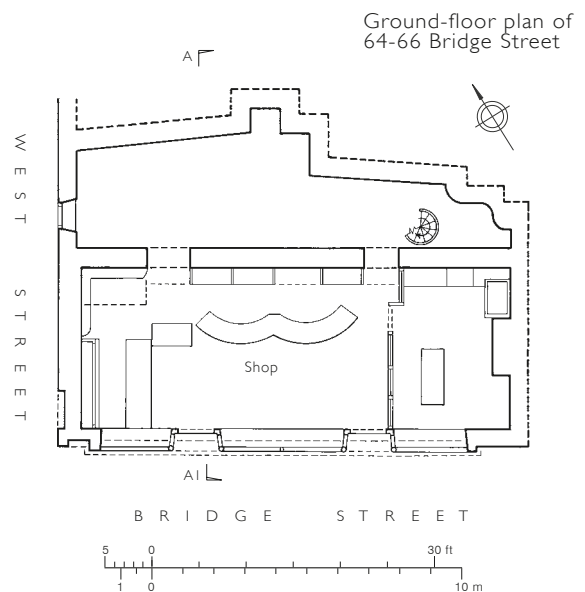 Ground-floor plan of
64-66 Bridge Street
A
WEST STREET
N
Shop
A1
BRIDGE STREET
5 0 30 ft
1 0 10 m